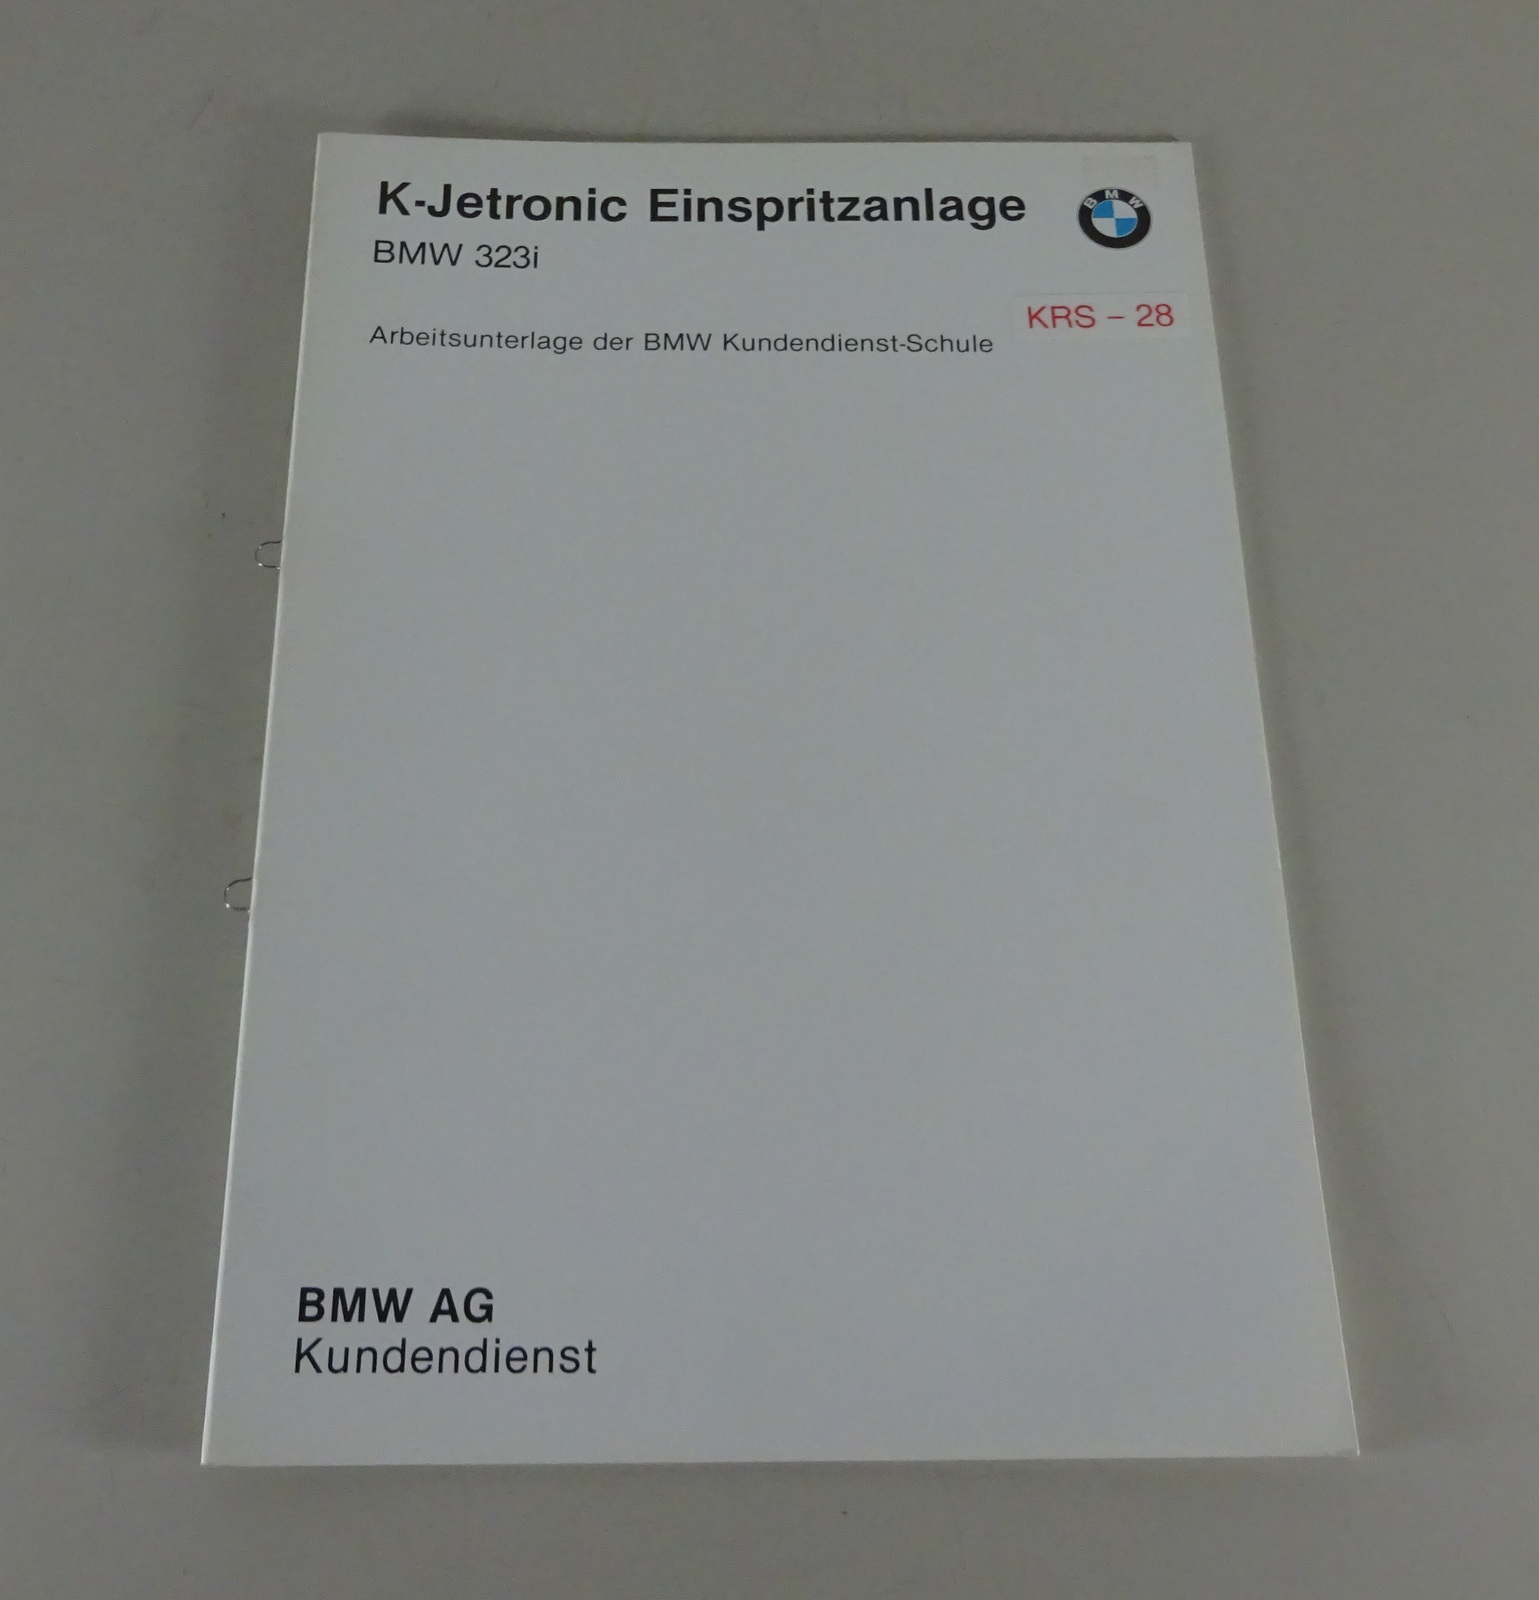 K-Jetronic Einspritzanlage
BMW
BMW 323i
KRS – 28
Arbeitsunterlage der BMW Kundendienst-Schule
BMW AG
Kundendienst